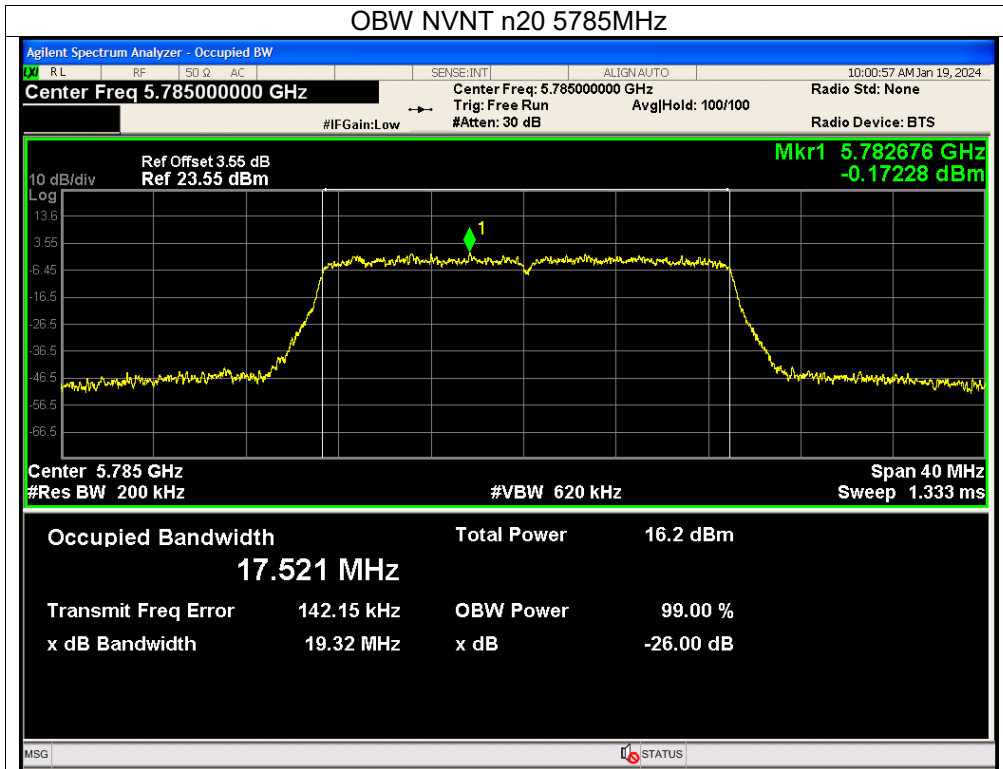 OBW NVNT n20 5785MHz
Agilent Spectrum Analyzer - Occupied BW
LXI RL RF 50 Ω AC SENSE:INT ALIGN AUTO 10:00:57 AM Jan 19, 2024
Center Freq 5.785000000 GHz Center Freq: 5.785000000 GHz Radio Std: None
Trig: Free Run Avg|Hold: 100/100
#IFGain:Low #Atten: 30 dB Radio Device: BTS
Mkr1 5.782676 GHz
-0.17228 dBm
Ref Offset 3.55 dB
10 dB/div Ref 23.55 dBm
Log
13.6
1
3.55
-6.45
-16.5
-26.5
-36.5
-46.5
-56.5
-66.5
Center 5.785 GHz Span 40 MHz
#Res BW 200 kHz #VBW 620 kHz Sweep 1.333 ms
Occupied Bandwidth Total Power 16.2 dBm
17.521 MHz
Transmit Freq Error 142.15 kHz OBW Power 99.00 %
x dB Bandwidth 19.32 MHz x dB -26.00 dB
MSG STATUS